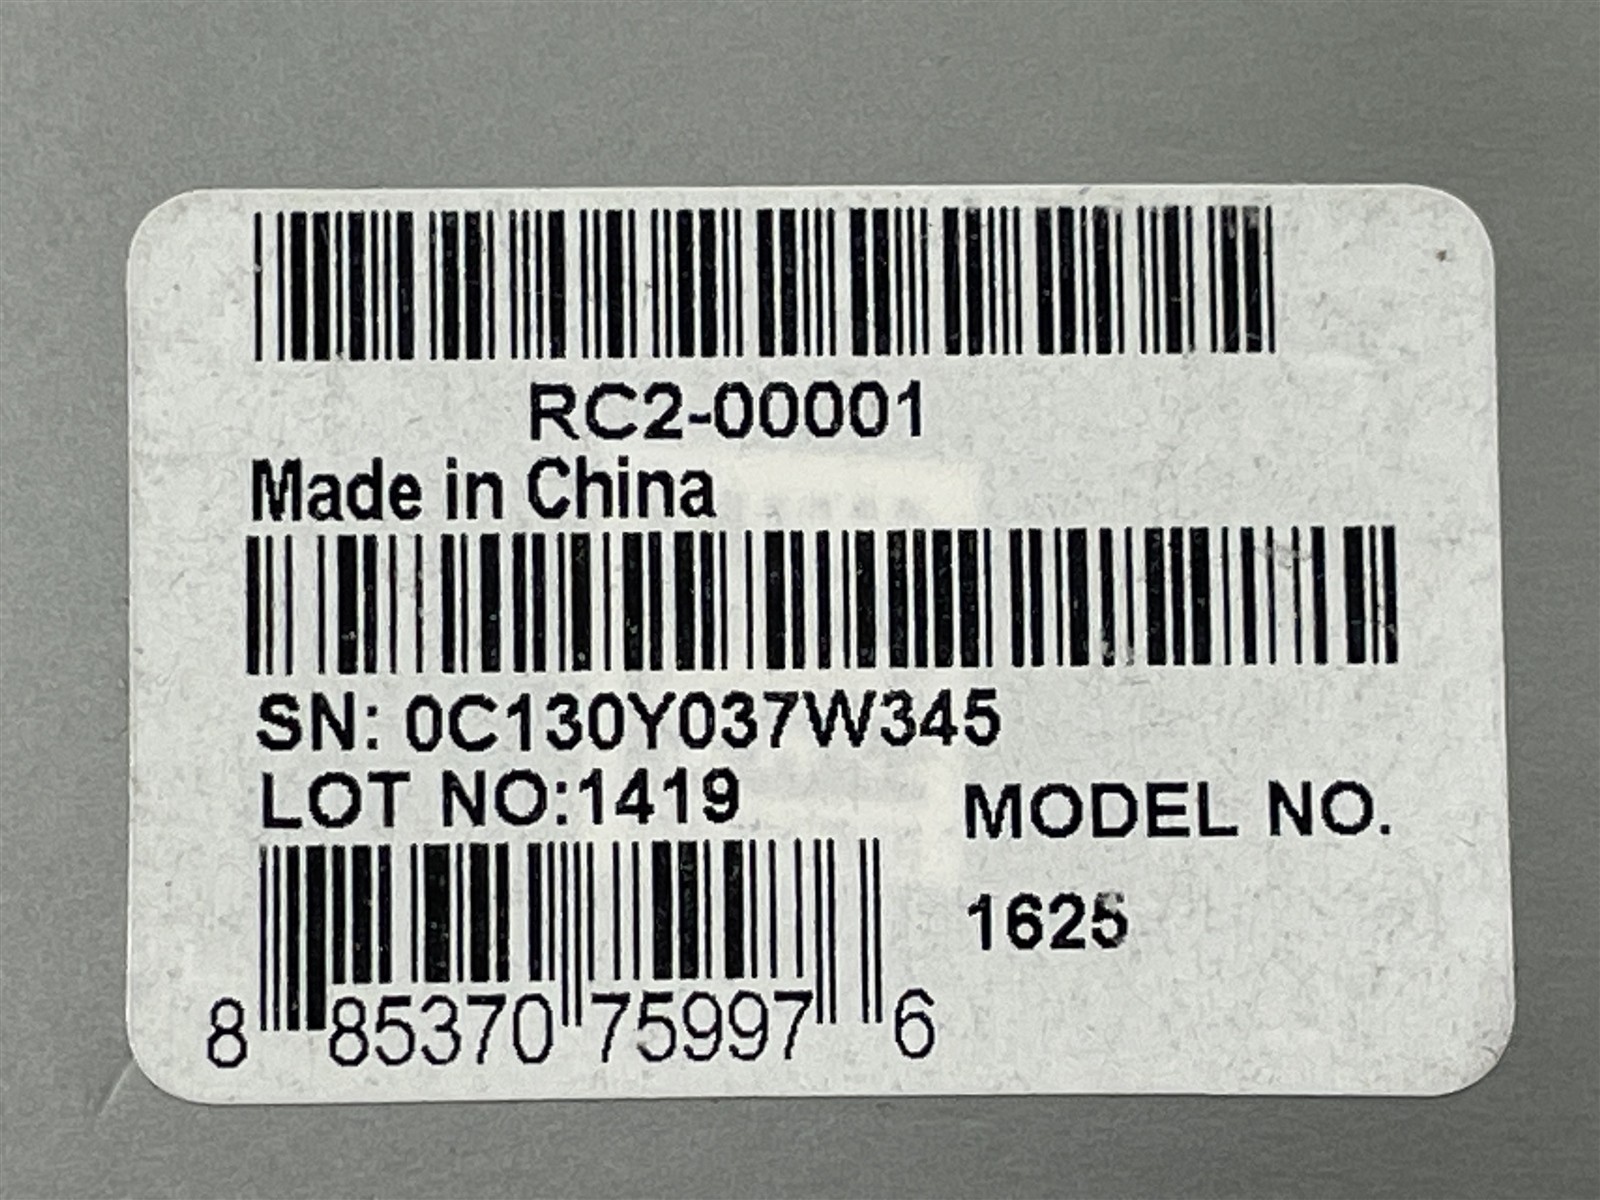 RC2-00001
Made in China
SN: 0C130Y037W345
LOT NO:1419
MODEL NO.
1625
8 85370 75997 6